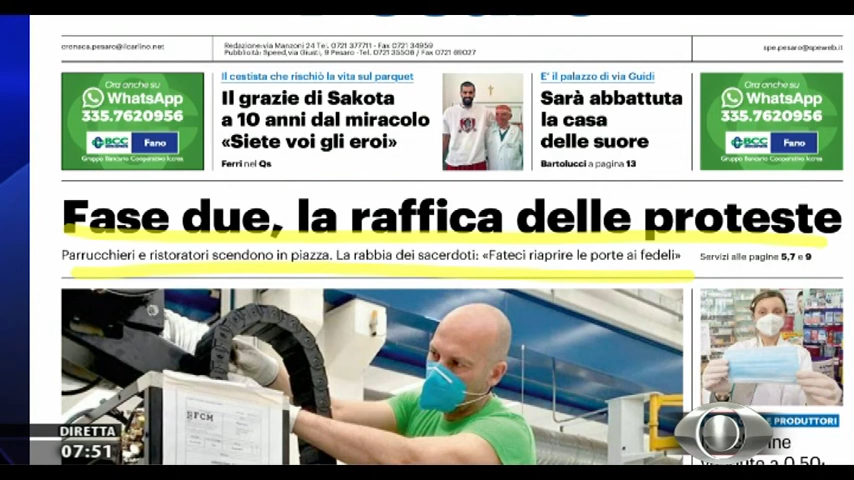 cronaca.pesaro@ilcarlino.net
Redazione: via Manzoni 24 Tel. 0721 377711 - Fax 0721 34959
Pubblicità: Speed, via Giusti, 9 Pesaro - Tel. 0721 35508 / Fax 0721 69027
spe.pesaro@speweb.it
Ora anche su
WhatsApp
335.7620956
BCC Fano
Gruppo Bancario Cooperativo Iccrea
Il cestista che rischiò la vita sul parquet
Il grazie di Sakota
a 10 anni dal miracolo
«Siete voi gli eroi»
Ferri nel Qs
E' il palazzo di via Guidi
Sarà abbattuta
la casa
delle suore
Bartolucci a pagina 13
Ora anche su
WhatsApp
335.7620956
BCC Fano
Gruppo Bancario Cooperativo Iccrea
Fase due, la raffica delle proteste
Parrucchieri e ristoratori scendono in piazza. La rabbia dei sacerdoti: «Fateci riaprire le porte ai fedeli»
Servizi alle pagine 5,7 e 9
SFCM
PRODUTTORI
a 0,50
DIRETTA
07:51